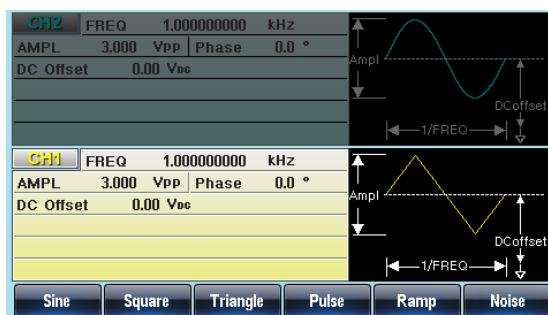 CH2 FREQ 1.000000000 kHz
AMPL 3.000 Vpp Phase 0.0 °
DC Offset 0.00 VDC
Ampl
DCoffset
1/FREQ
CH1 FREQ 1.000000000 kHz
AMPL 3.000 Vpp Phase 0.0 °
DC Offset 0.00 VDC
Ampl
DCoffset
1/FREQ
Sine Square Triangle Pulse Ramp Noise